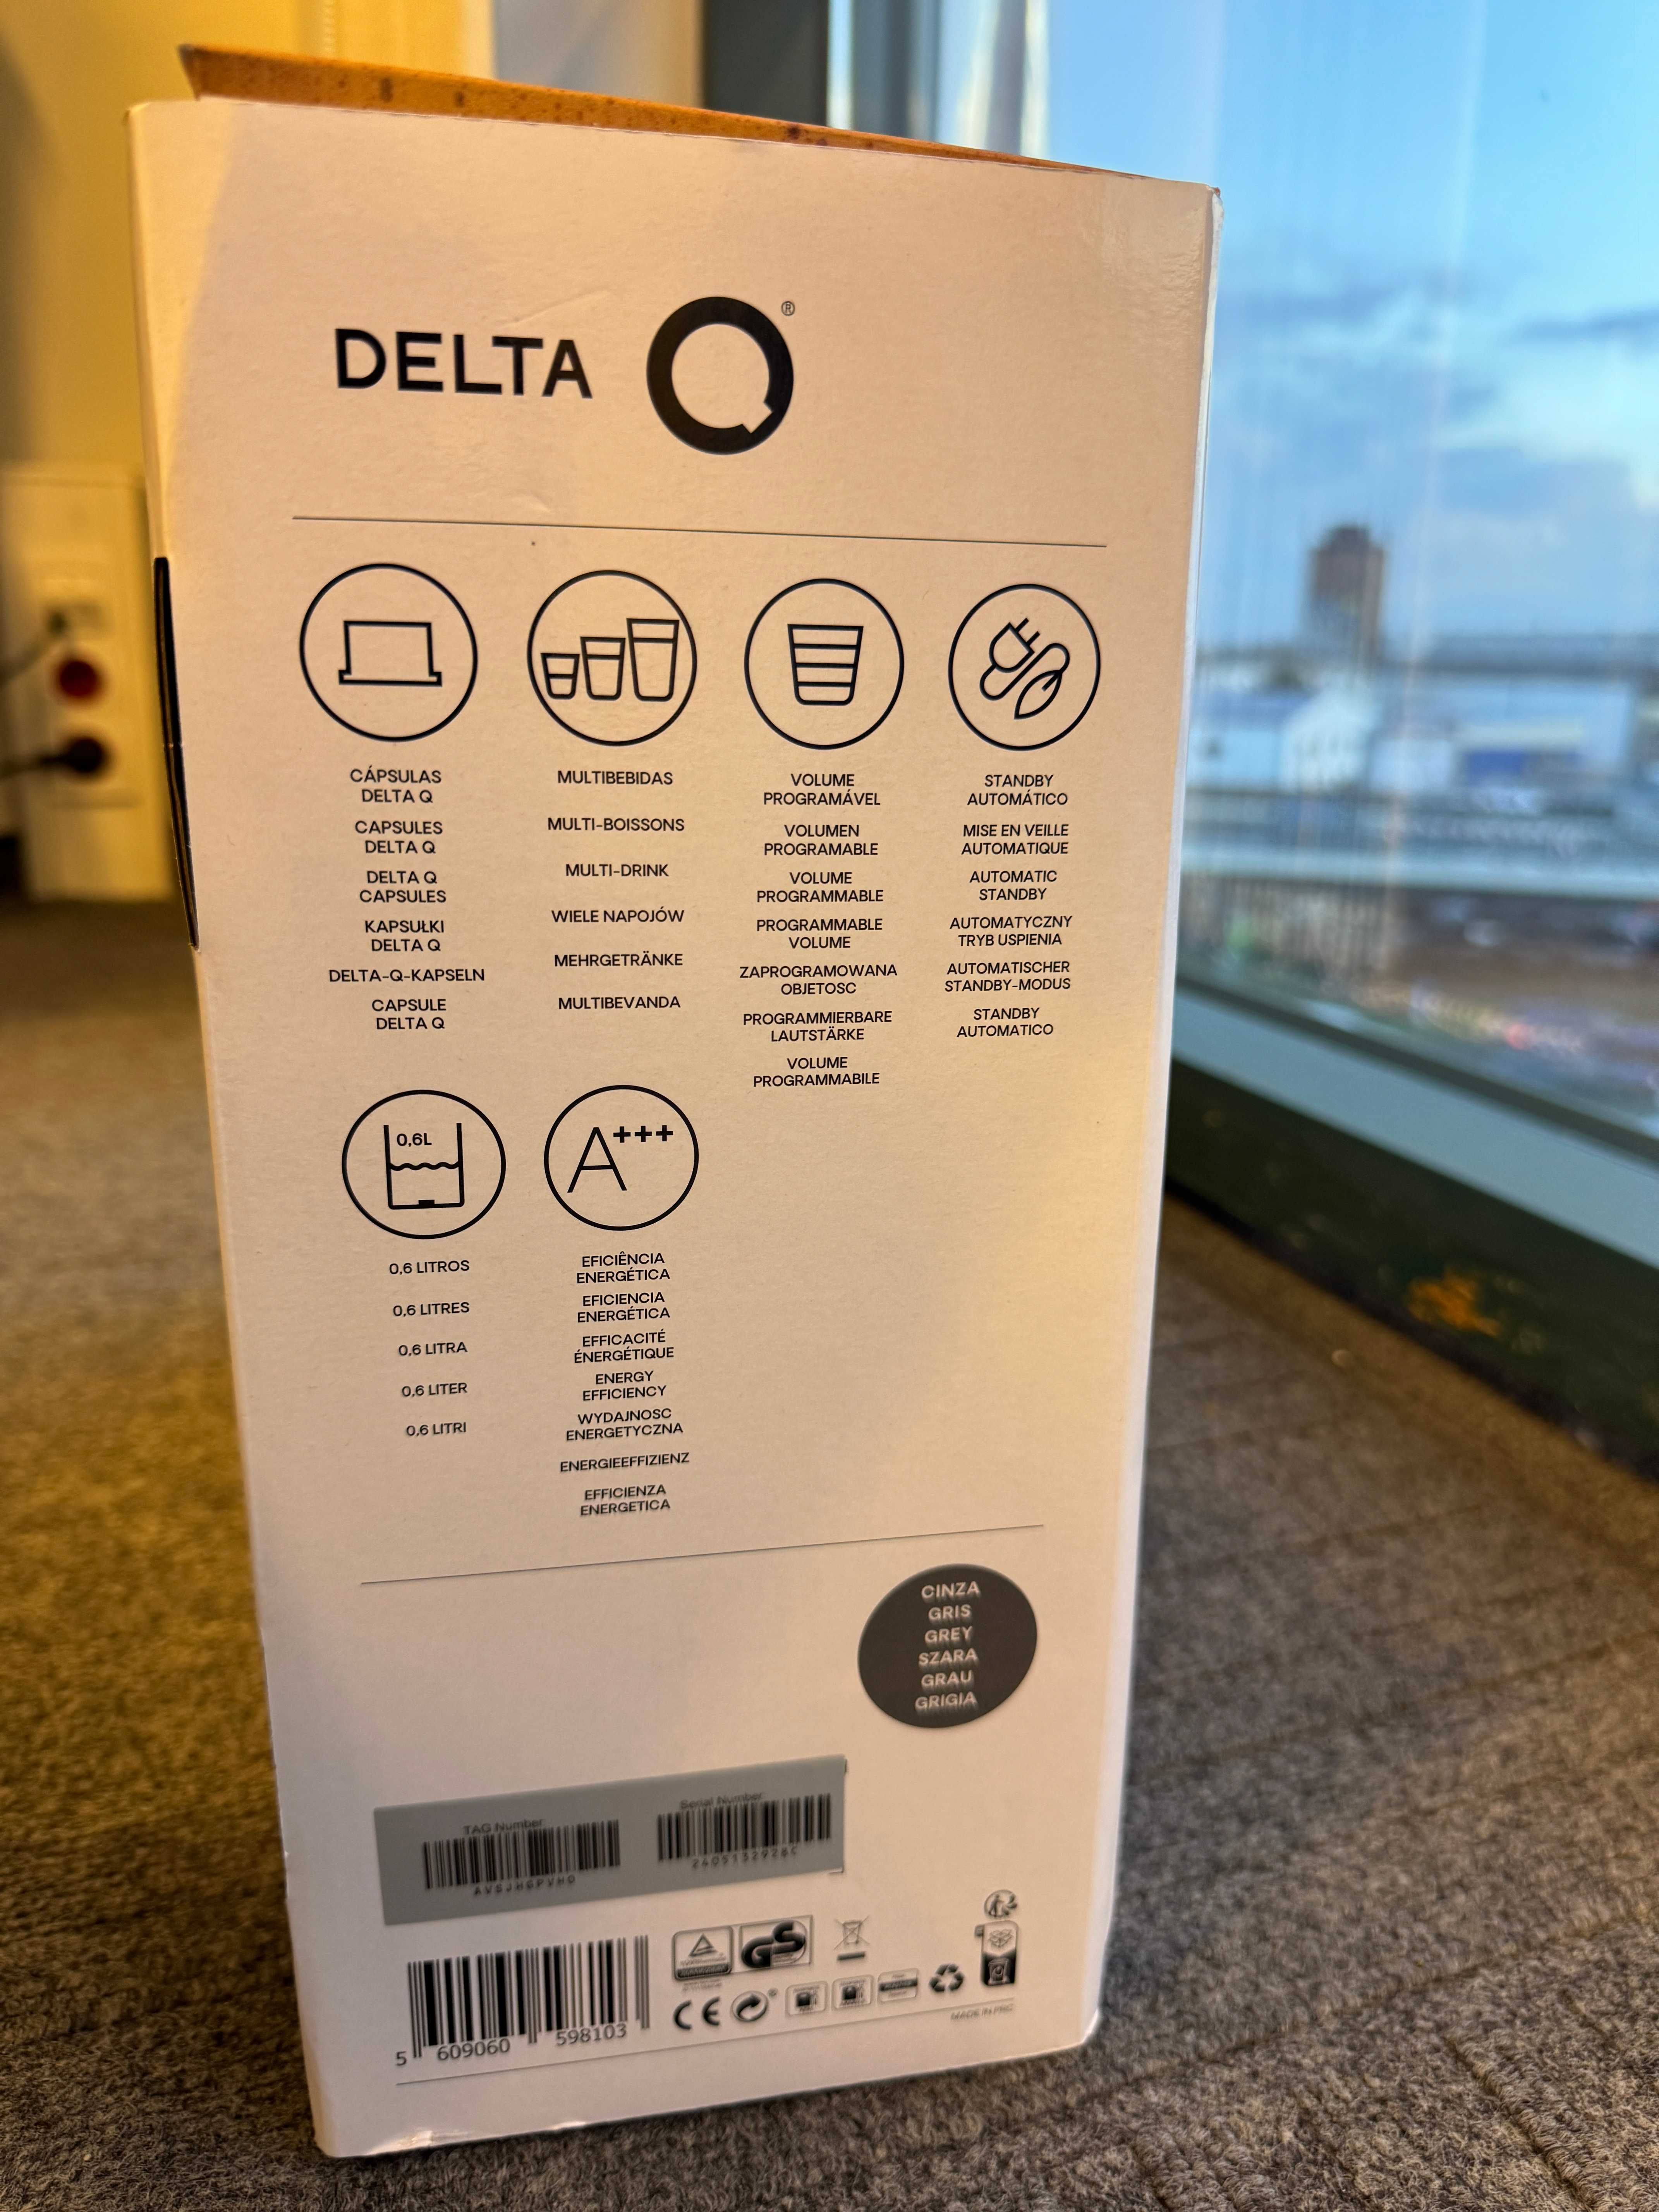 DELTA Q®
CÁPSULAS
DELTA Q
CAPSULES
DELTA Q
DELTA Q
CAPSULES
KAPSUŁKI
DELTA Q
DELTA-Q-KAPSELN
CAPSULE
DELTA Q
MULTIBEBIDAS
MULTI-BOISSONS
MULTI-DRINK
WIELE NAPOJÓW
MEHRGETRÄNKE
MULTIBEVANDA
VOLUME
PROGRAMÁVEL
VOLUMEN
PROGRAMABLE
VOLUME
PROGRAMMABLE
PROGRAMMABLE
VOLUME
ZAPROGRAMOWANA
OBJETOSC
PROGRAMMIERBARE
LAUTSTÄRKE
VOLUME
PROGRAMMABILE
STANDBY
AUTOMÁTICO
MISE EN VEILLE
AUTOMATIQUE
AUTOMATIC
STANDBY
AUTOMATYCZNY
TRYB USPIENIA
AUTOMATISCHER
STANDBY-MODUS
STANDBY
AUTOMATICO
0,6L
0,6 LITROS
0,6 LITRES
0,6 LITRA
0,6 LITER
0,6 LITRI
A+++
EFICIÊNCIA
ENERGÉTICA
EFICIENCIA
ENERGÉTICA
EFFICACITÉ
ÉNERGÉTIQUE
ENERGY
EFFICIENCY
WYDAJNOSC
ENERGETYCZNA
ENERGIEEFFIZIENZ
EFFICIENZA
ENERGETICA
CINZA
GRIS
GREY
SZARA
GRAU
GRIGIA
TAG Number
Serial Number
5 609060 598103
GS
CE
MADE IN PRC